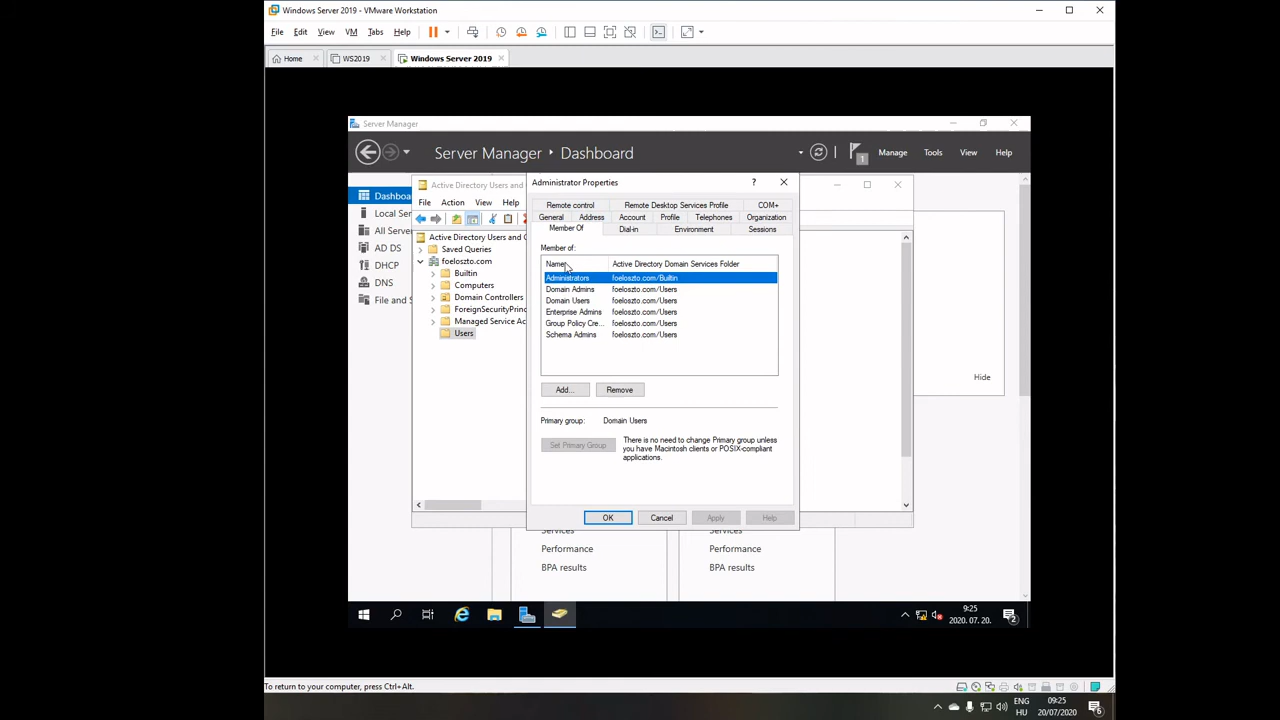 Windows Server 2019 - VMware Workstation
File Edit View VM Tabs Help
Home WS2019 Windows Server 2019
Server Manager
Server Manager Dashboard
1 Manage Tools View Help
Active Directory Users and
Administrator Properties
?
Dashboa
Local Ser
All Server
AD DS
DHCP
DNS
File and S
File Action View Help
Active Directory Users and C
Saved Queries
foeloszto.com
Builtin
Computers
Domain Controllers
ForeignSecurityPrinc
Managed Service Ac
Users
Remote control Remote Desktop Services Profile COM+
General Address Account Profile Telephones Organization
Member Of Dial-in Environment Sessions
Member of:
Name Active Directory Domain Services Folder
Administrators foeloszto.com/Builtin
Domain Admins foeloszto.com/Users
Domain Users foeloszto.com/Users
Enterprise Admins foeloszto.com/Users
Group Policy Cre... foeloszto.com/Users
Schema Admins foeloszto.com/Users
Add... Remove
Primary group: Domain Users
Set Primary Group
There is no need to change Primary group unless
you have Macintosh clients or POSIX-compliant
applications.
OK Cancel Apply Help
Hide
Services Services
Performance Performance
BPA results BPA results
9:25
2020. 07. 20.
2
To return to your computer, press Ctrl+Alt.
ENG 09:25
HU 20/07/2020
6